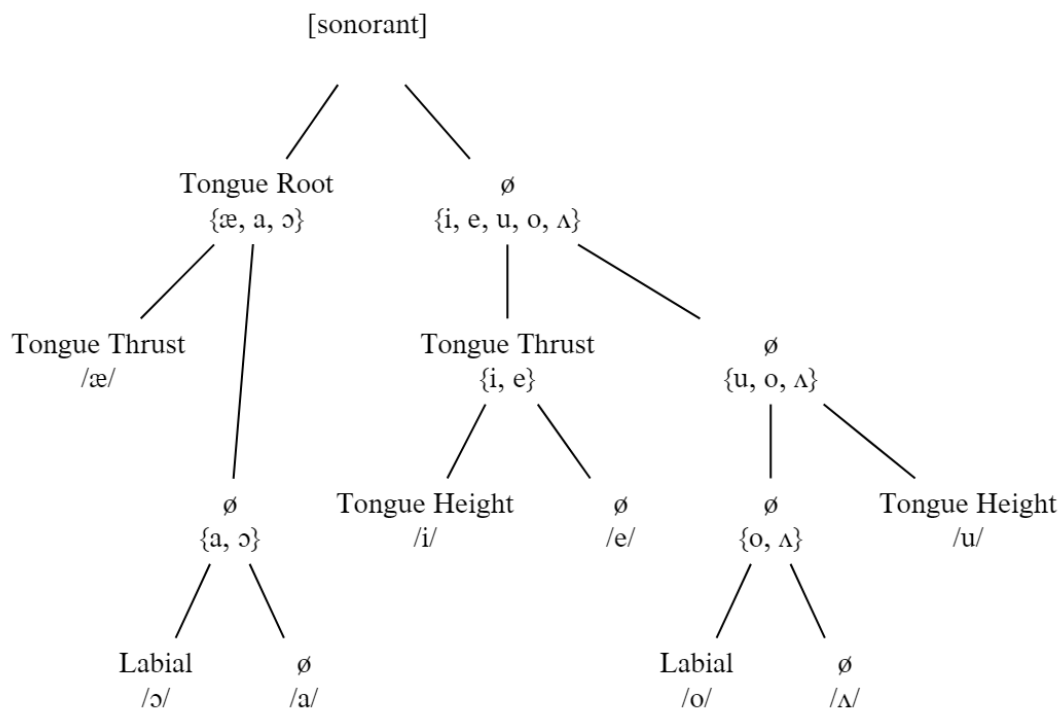 [sonorant]
Tongue Root ø
{æ, a, ɔ} {i, e, u, o, ʌ}
Tongue Thrust Tongue Thrust ø
/æ/ {i, e} {u, o, ʌ}
ø Tongue Height ø ø Tongue Height
{a, ɔ} /i/ /e/ {o, ʌ} /u/
Labial ø Labial ø
/ɔ/ /a/ /o/ /ʌ/